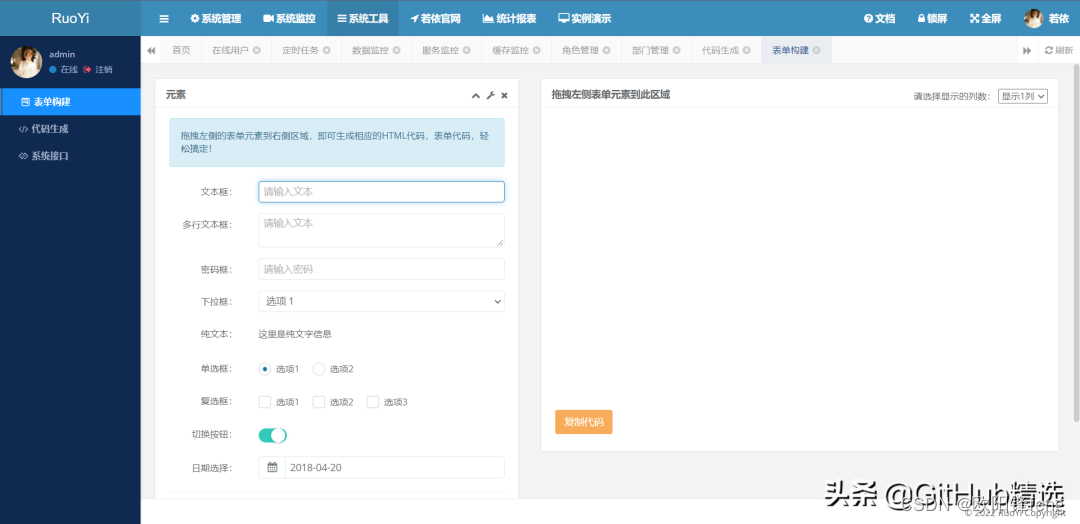 RuoYi
系统管理 系统监控 系统工具 若依官网 统计报表 实例演示 文档 锁屏 全屏 若依
admin
在线 注销
首页 在线用户 定时任务 数据监控 服务监控 缓存监控 角色管理 部门管理 代码生成 表单构建 刷新
表单构建
代码生成
系统接口
元素
拖拽左侧的表单元素到右侧区域，即可生成相应的HTML代码，表单代码，轻
松搞定！
文本框： 请输入文本
多行文本框： 请输入文本
密码框： 请输入密码
下拉框： 选项 1
纯文本： 这里是纯文字信息
单选框： 选项1 选项2
复选框： 选项1 选项2 选项3
切换按钮：
日期选择： 2018-04-20
拖拽左侧表单元素到此区域 请选择显示的列数： 显示1列
复制代码
头条 @GitHub精选
CSDN @欧阳
© 2022 RuoYi Copyright